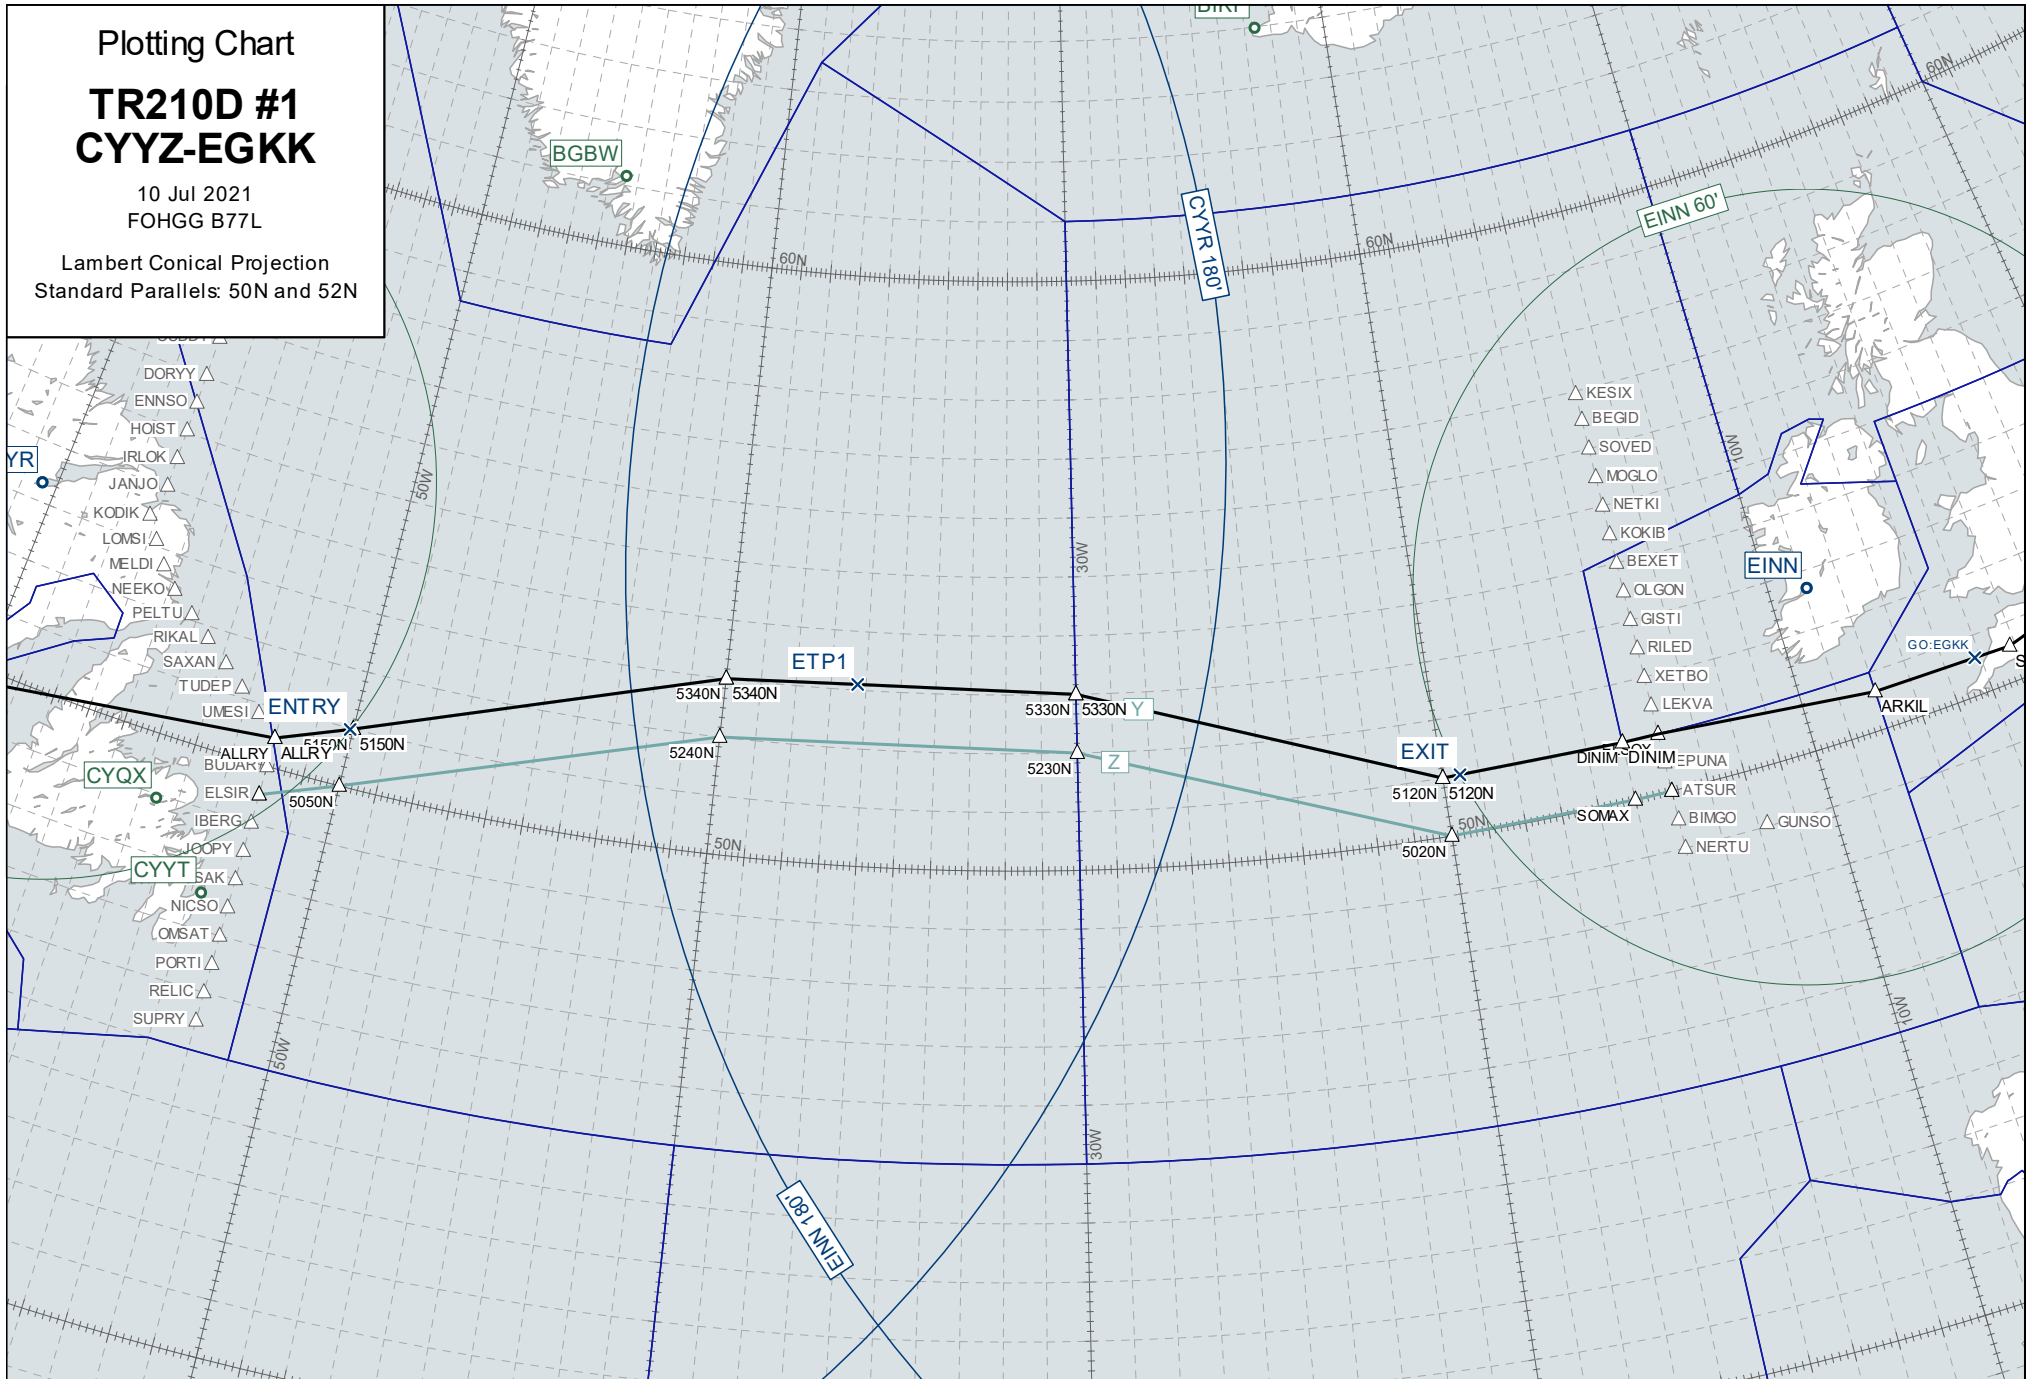 Plotting Chart
TR210D #1
CYYZ-EGKK
10 Jul 2021
FOHGG B77L
Lambert Conical Projection
Standard Parallels: 50N and 52N
BGBW
60N
60N
60N
CYYR 180'
EINN 60'
DORYY
ENNSO
HOIST
IRLOK
JANJO
KODIK
LOMSI
MELDI
NEEKO
PELTU
RIKAL
SAXAN
TUDEP
UMESI
YR
50W
30W
10W
KESIX
BEGID
SOVED
MOGLO
NETKI
KOKIB
BEXET
OLGON
GISTI
RILED
XETBO
LEKVA
EINN
GO:EGKK
S
ARKIL
ENTRY
ETP1
5340N
5340N
5330N
5330N
Y
EXIT
ALLRY
ALLRY
5150N
5150N
BUDAR
CYQX
ELSIR
5050N
5240N
5230N
Z
5120N
5120N
DINIM
DINIM
EPUNA
ATSUR
SOMAX
BIMGO
GUNSO
NERTU
IBERG
JOOPY
CYYT
SAK
NICSO
OMSAT
PORTI
RELIC
SUPRY
50N
50N
5020N
50W
30W
10W
EINN 180'